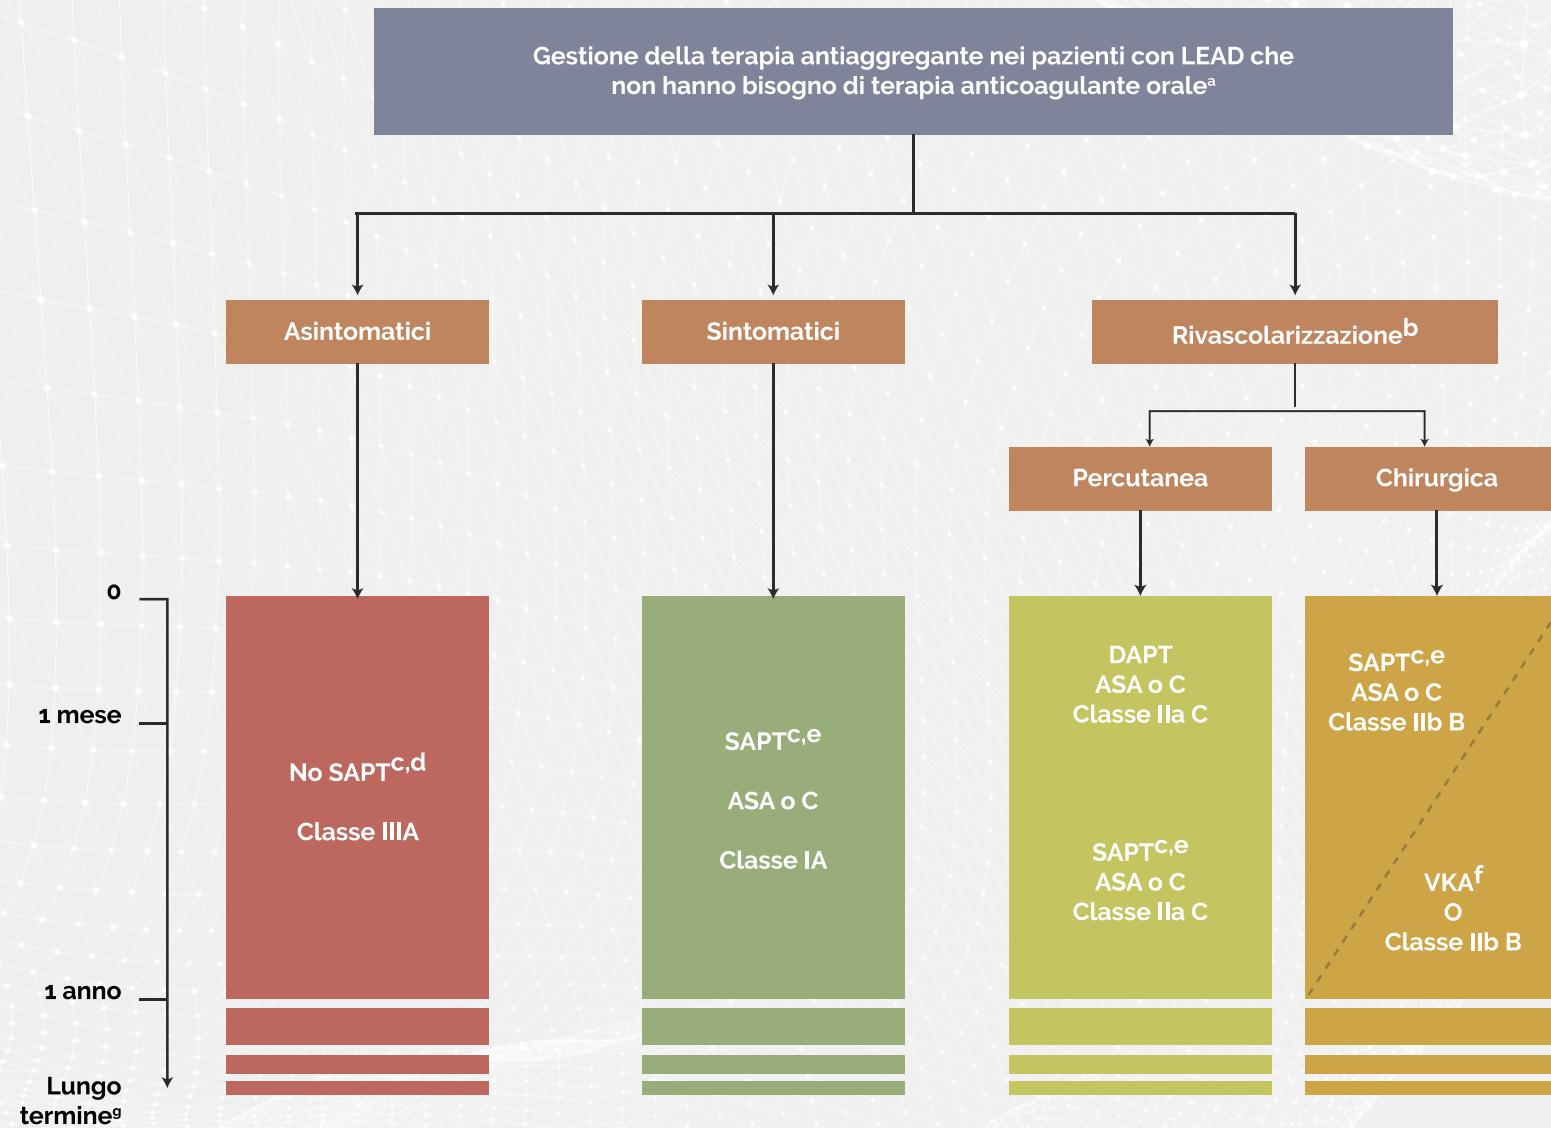 Gestione della terapia antiaggregante nei pazienti con LEAD che
non hanno bisogno di terapia anticoagulante oraleᵃ
Asintomatici
Sintomatici
Rivascolarizzazioneᵇ
Percutanea
Chirurgica
0
1 mese
1 anno
Lungo
termineᵍ
No SAPTᶜ,ᵈ
Classe IIIA
SAPTᶜ,ᵉ
ASA o C
Classe IA
DAPT
ASA o C
Classe IIa C
SAPTᶜ,ᵉ
ASA o C
Classe IIa C
SAPTᶜ,ᵉ
ASA o C
Classe IIb B
VKAᶠ
O
Classe IIb B